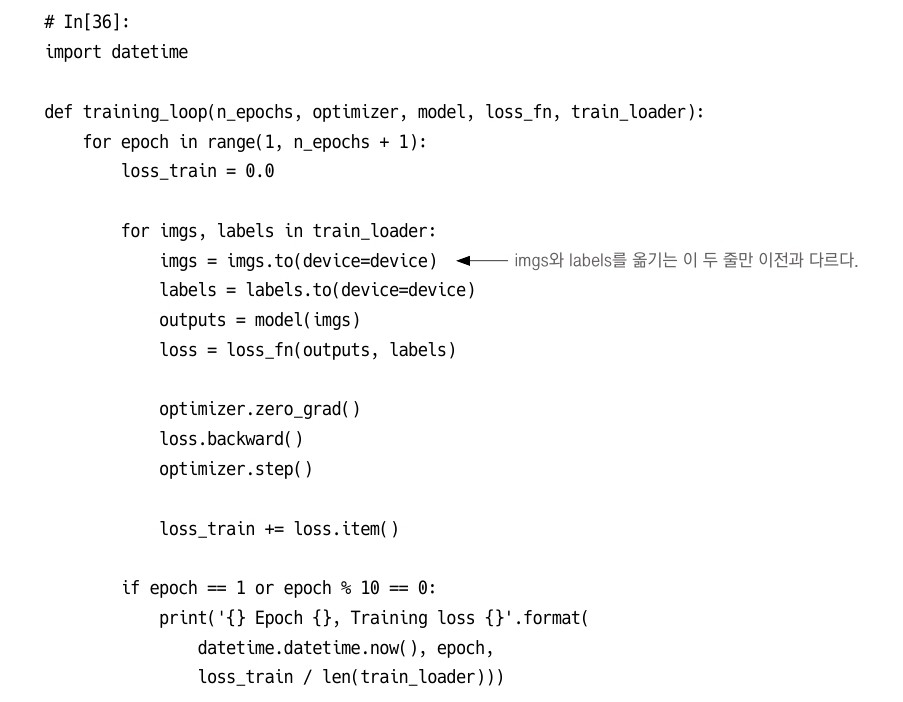 # In[36]:
import datetime

def training_loop(n_epochs, optimizer, model, loss_fn, train_loader):
    for epoch in range(1, n_epochs + 1):
        loss_train = 0.0

        for imgs, labels in train_loader:
            imgs = imgs.to(device=device) imgs와 labels를 옮기는 이 두 줄만 이전과 다르다.
            labels = labels.to(device=device)
            outputs = model(imgs)
            loss = loss_fn(outputs, labels)

            optimizer.zero_grad()
            loss.backward()
            optimizer.step()

            loss_train += loss.item()

        if epoch == 1 or epoch % 10 == 0:
            print('{} Epoch {}, Training loss {}'.format(
                datetime.datetime.now(), epoch,
                loss_train / len(train_loader)))